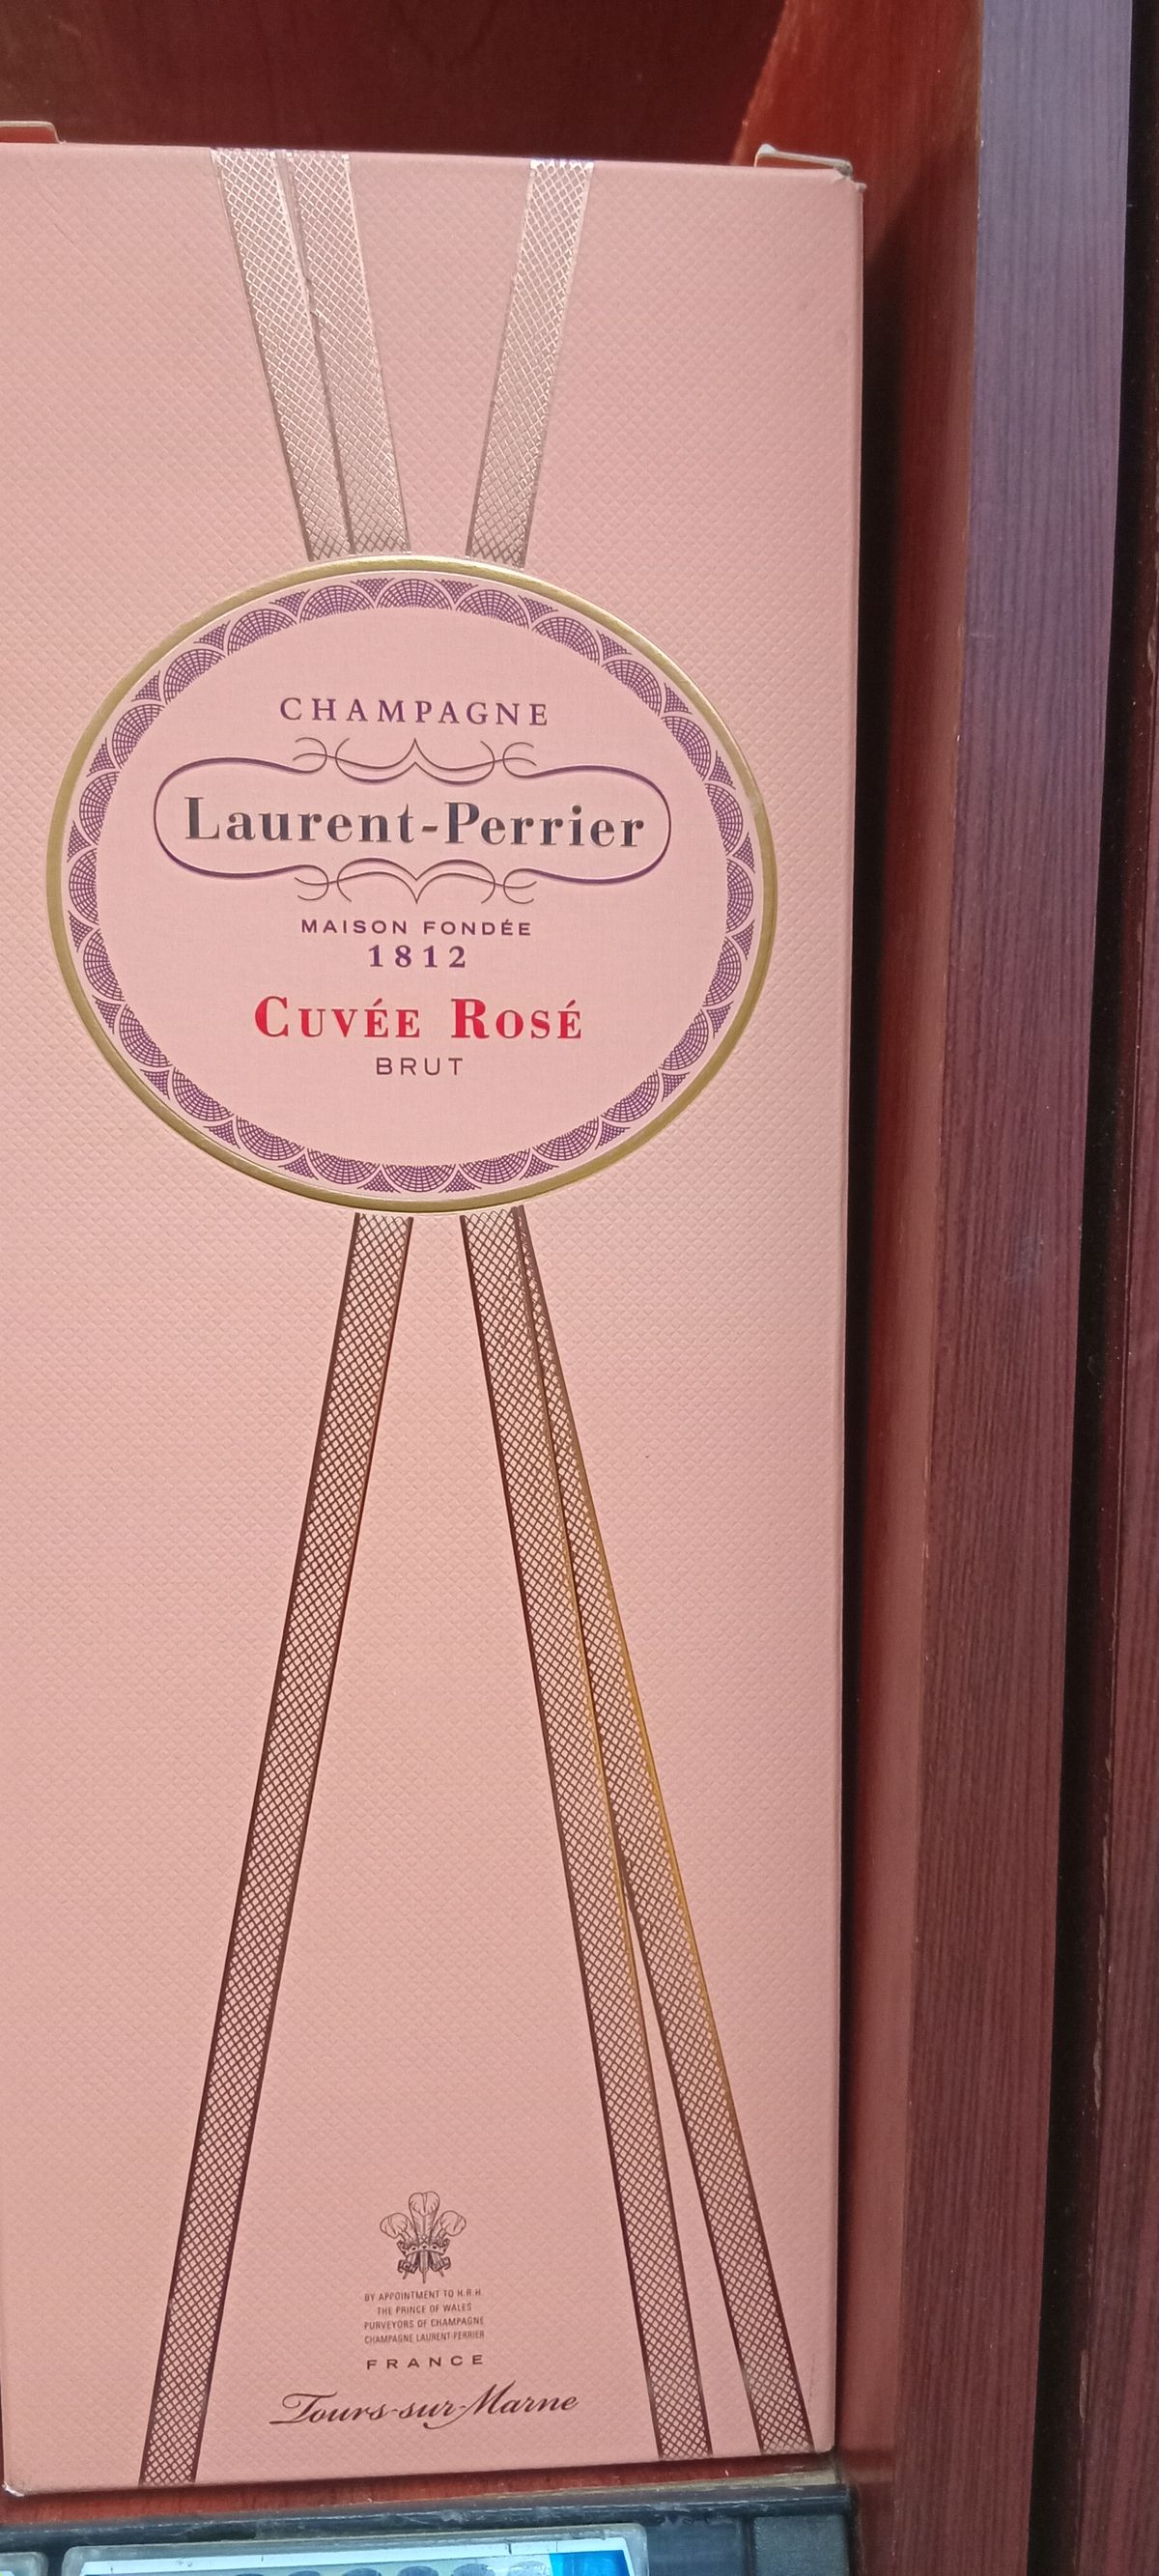 CHAMPAGNE
Laurent-Perrier
MAISON FONDÉE
1812
CUVÉE ROSÉ
BRUT
BY APPOINTMENT TO H.R.H.
THE PRINCE OF WALES
PURVEYORS OF CHAMPAGNE
CHAMPAGNE LAURENT-PERRIER
FRANCE
Tours-sur-Marne